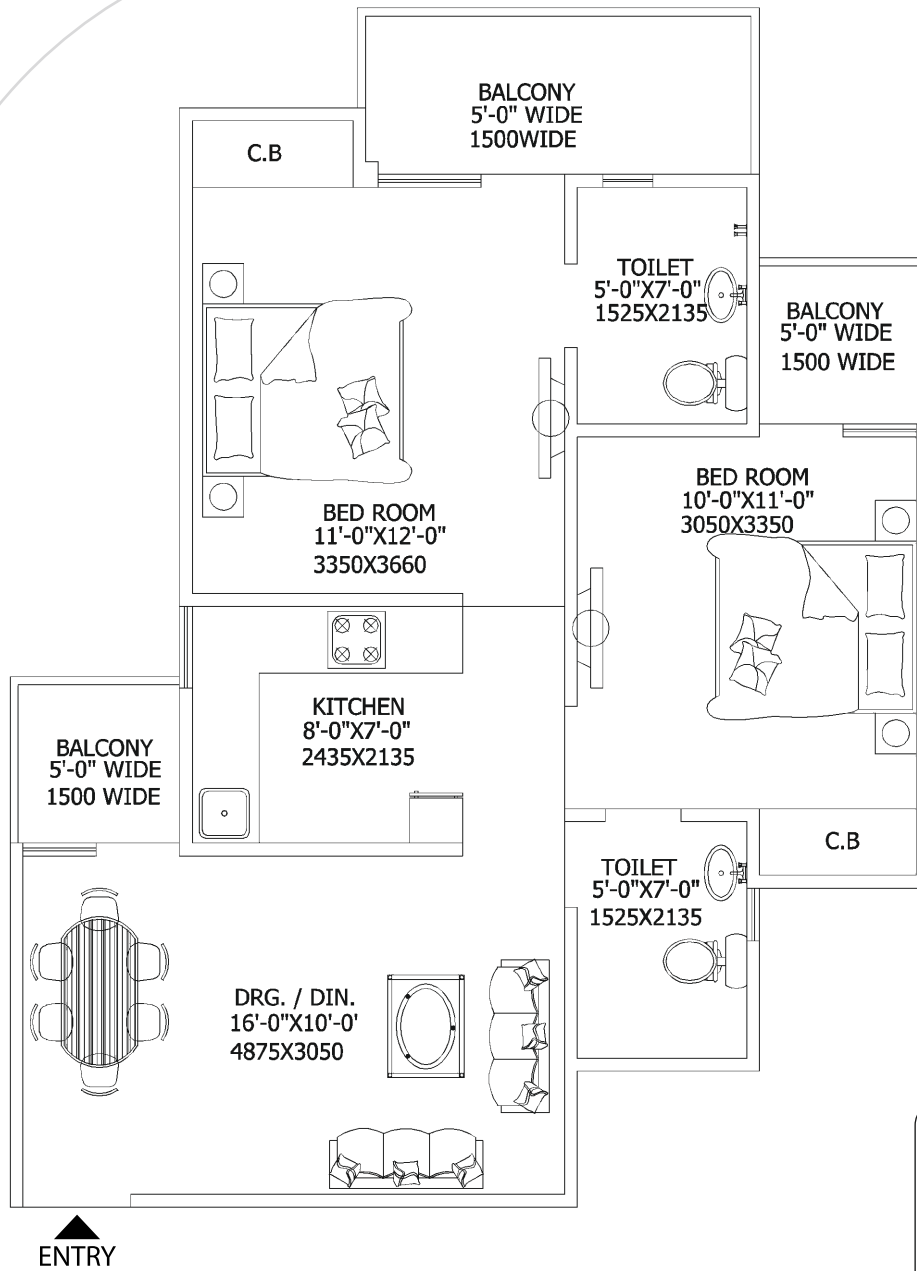 BALCONY
5'-0" WIDE
1500WIDE
C.B
TOILET
5'-0"X7'-0"
1525X2135
BALCONY
5'-0" WIDE
1500 WIDE
BED ROOM
11'-0"X12'-0"
3350X3660
BED ROOM
10'-0"X11'-0"
3050X3350
KITCHEN
8'-0"X7'-0"
2435X2135
BALCONY
5'-0" WIDE
1500 WIDE
C.B
TOILET
5'-0"X7'-0"
1525X2135
DRG. / DIN.
16'-0"X10'-0'
4875X3050
ENTRY